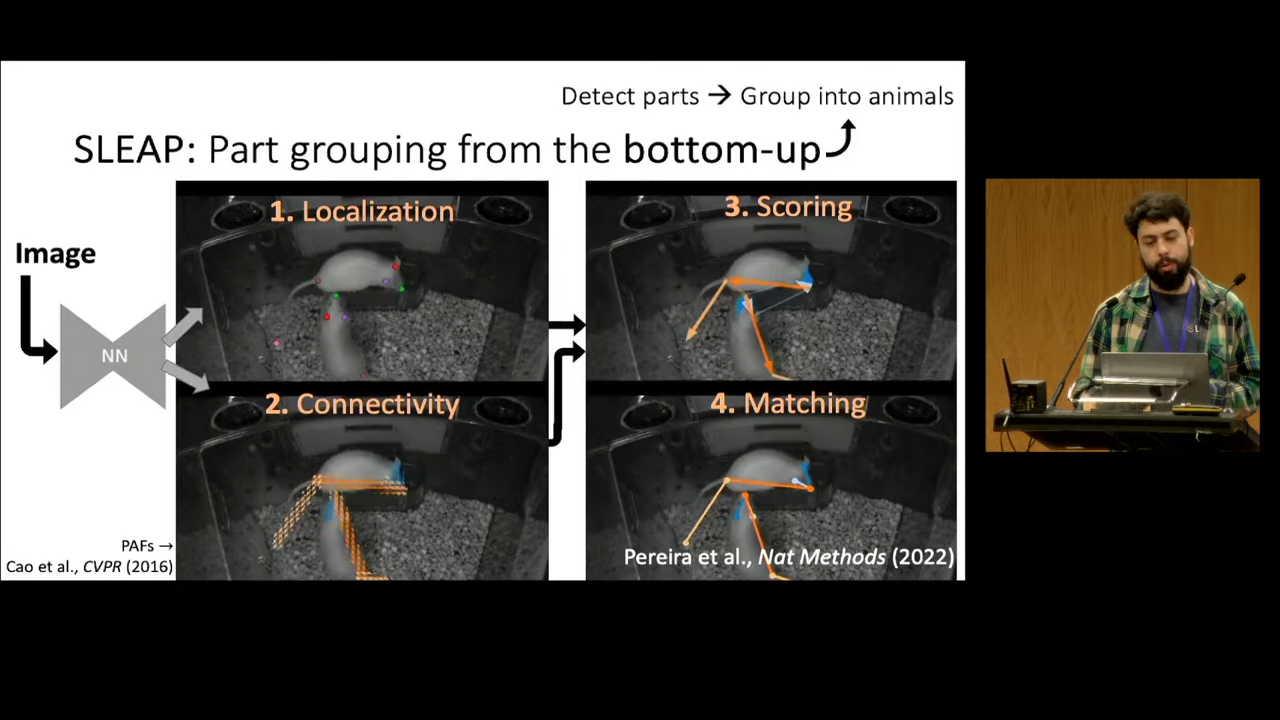 Detect parts → Group into animals
SLEAP: Part grouping from the bottom-up
Image
NN
1. Localization
2. Connectivity
3. Scoring
4. Matching
PAFs →
Cao et al., CVPR (2016)
Pereira et al., Nat Methods (2022)